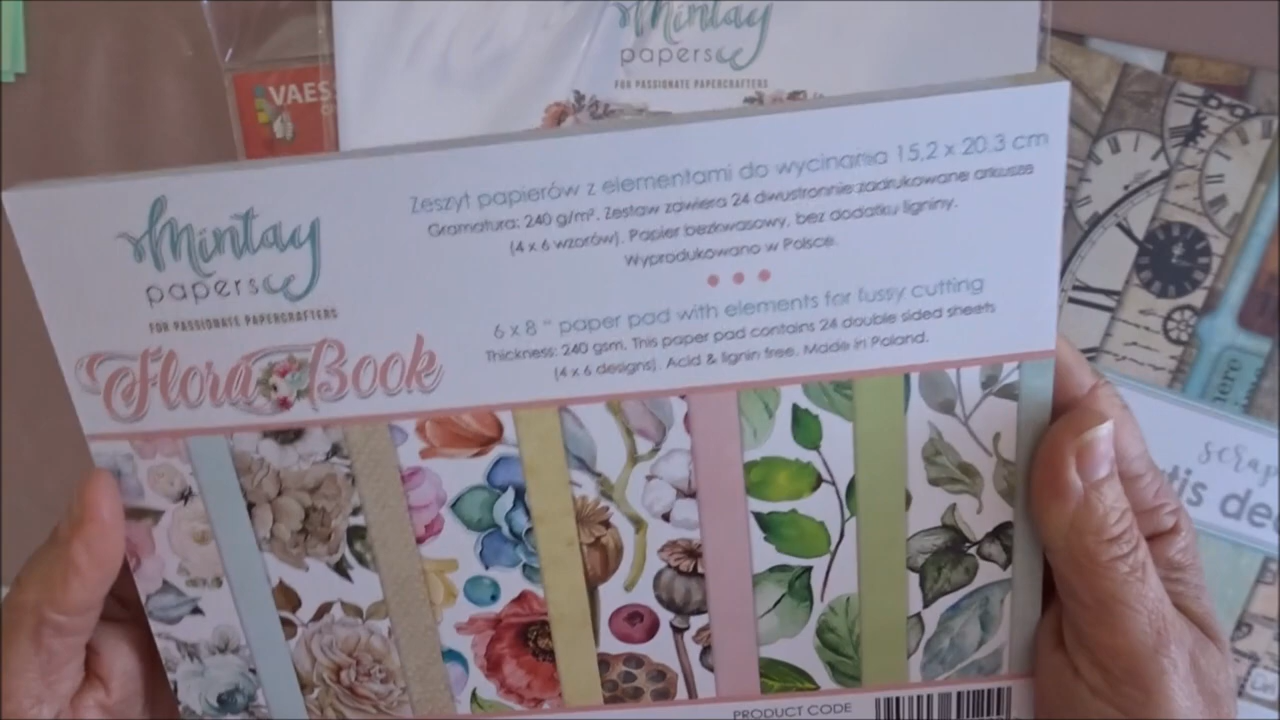 VAES
Mintay
papers
FOR PASSIONATE PAPERCRAFTERS
Mintay
papers
FOR PASSIONATE PAPERCRAFTERS
Flora Book
Zeszyt papierów z elementami do wycinania 15,2 x 20,3 cm
Gramatura: 240 g/m². Zestaw zawiera 24 dwustronnie zadrukowane arkusze
(4 x 6 wzorów). Papier bezkwasowy, bez dodatku ligniny.
Wyprodukowano w Polsce.
6 x 8 " paper pad with elements for fussy cutting
Thickness: 240 gsm. This paper pad contains 24 double sided sheets
(4 x 6 designs). Acid & lignin free. Made in Poland.
PRODUCT CODE
scrap
tis de